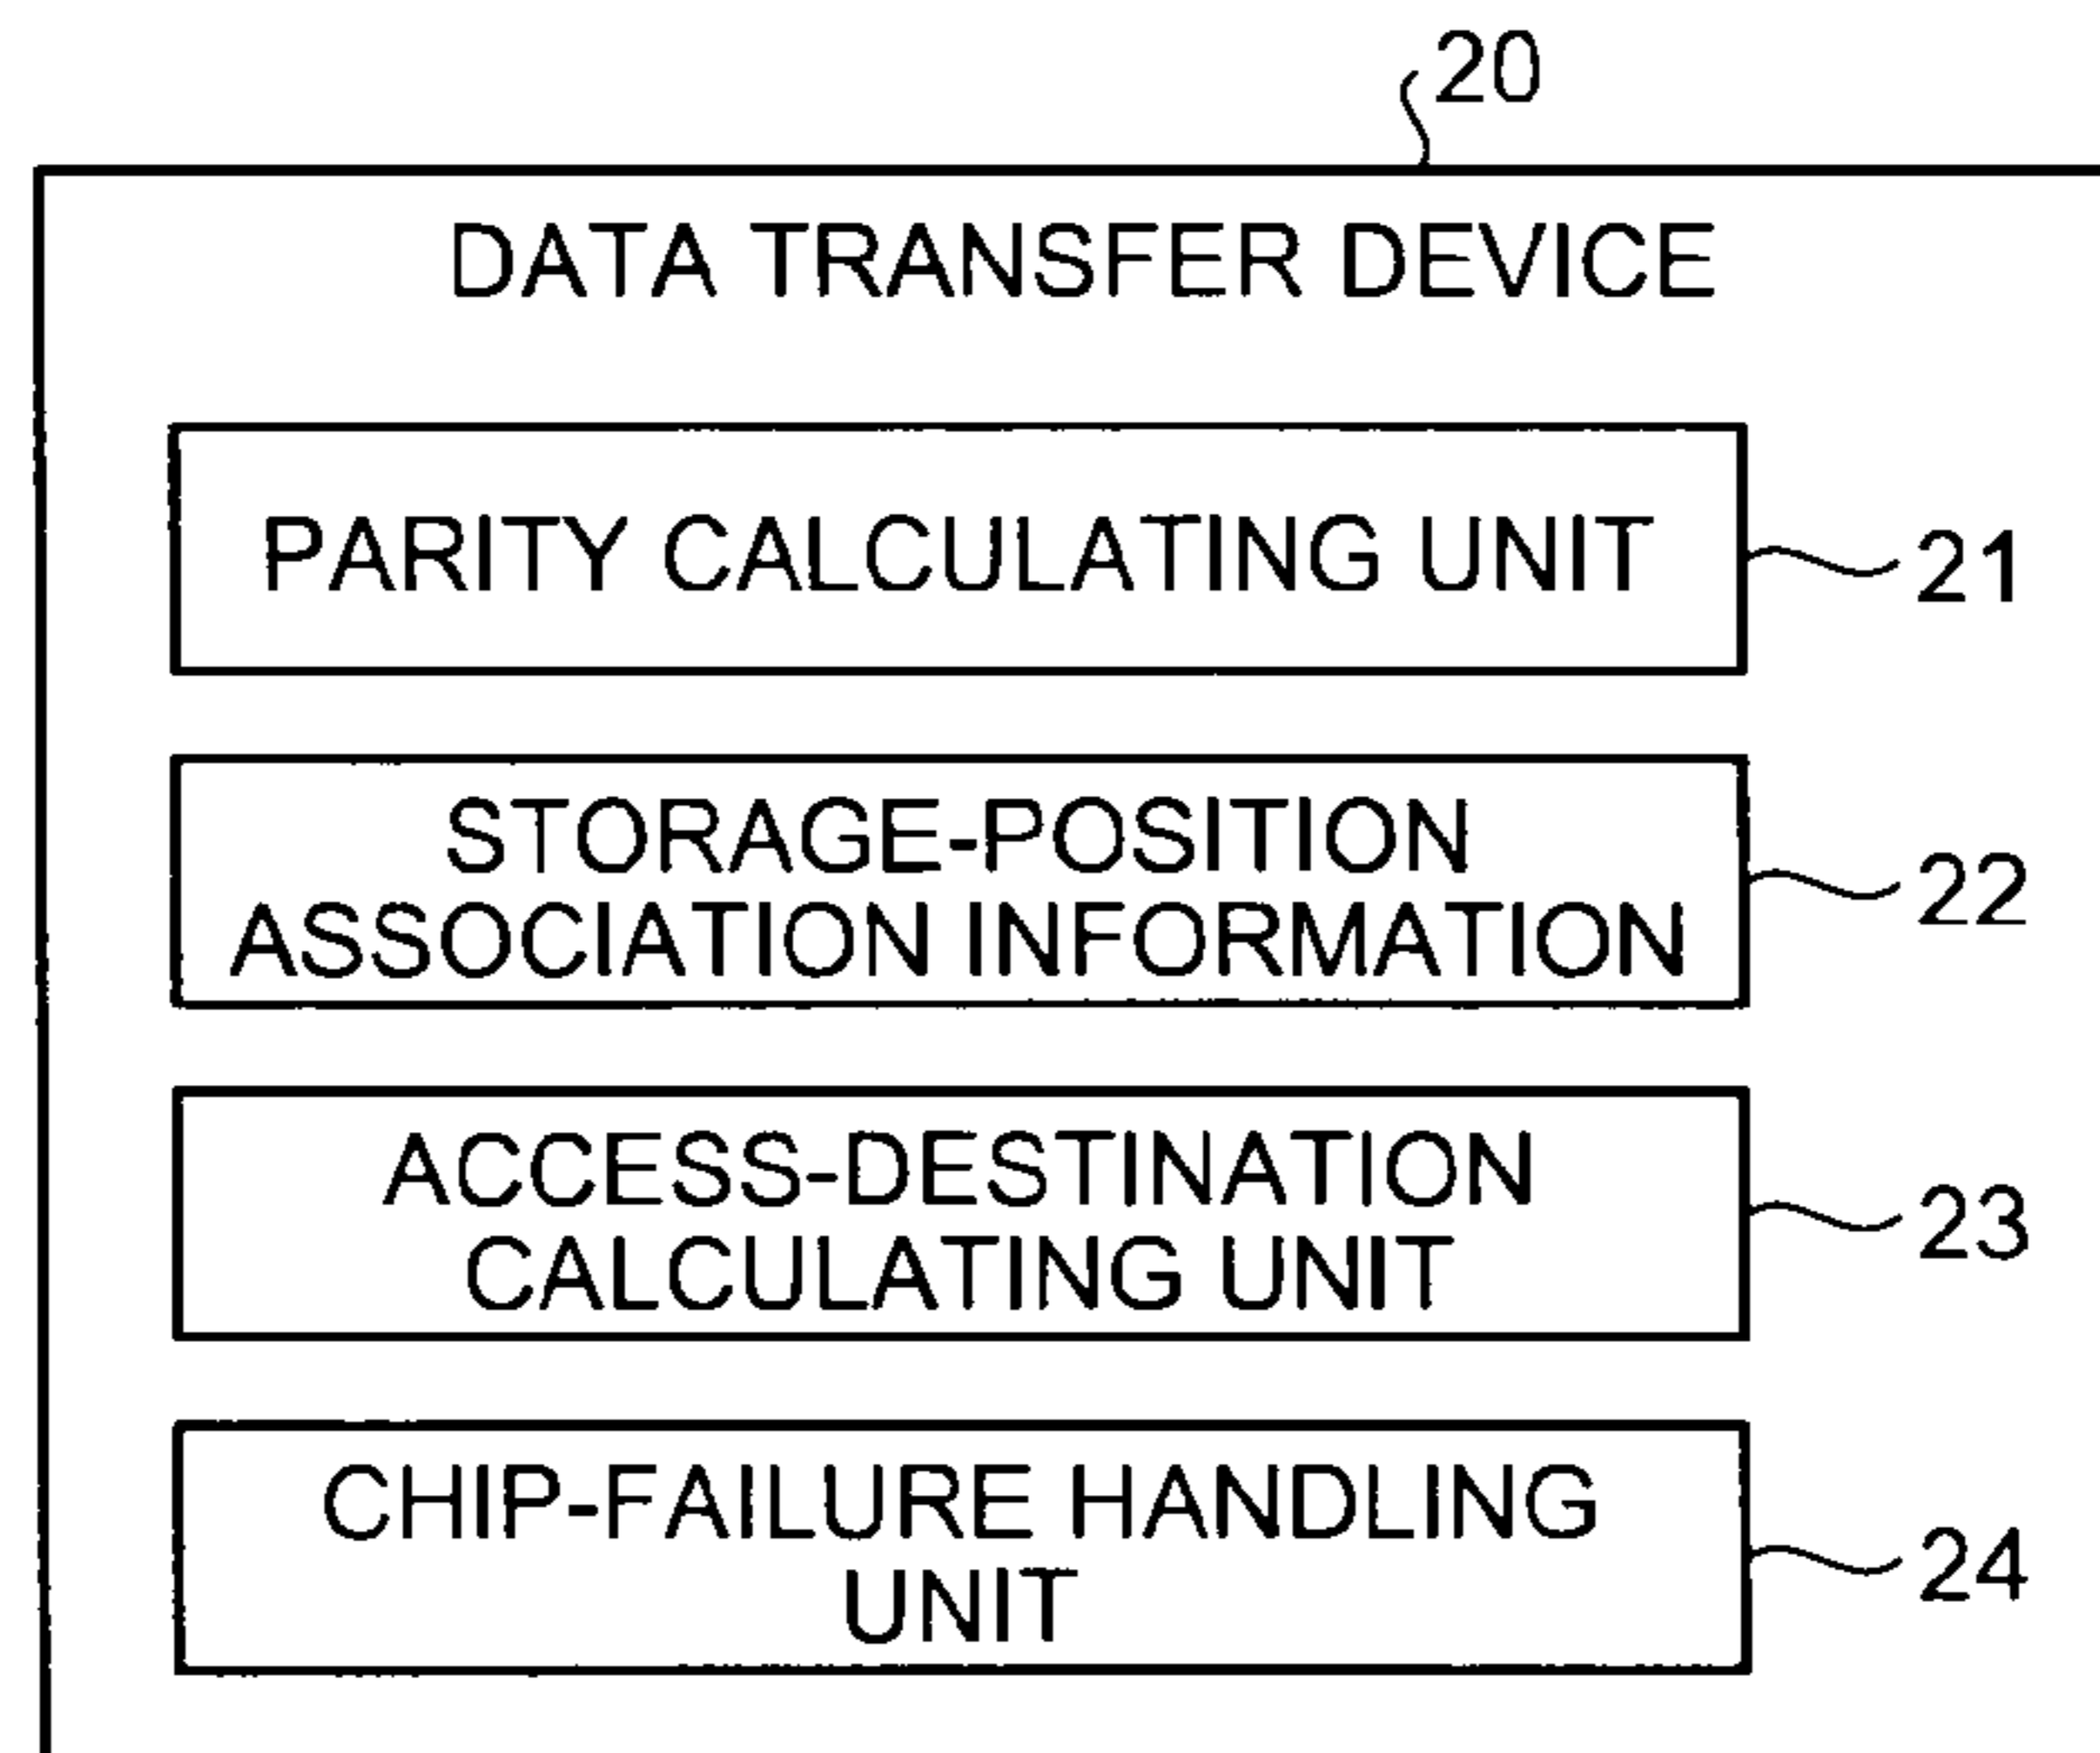 20
DATA TRANSFER DEVICE
PARITY CALCULATING UNIT
21
STORAGE-POSITION
ASSOCIATION INFORMATION
22
ACCESS-DESTINATION
CALCULATING UNIT
23
CHIP-FAILURE HANDLING
UNIT
24